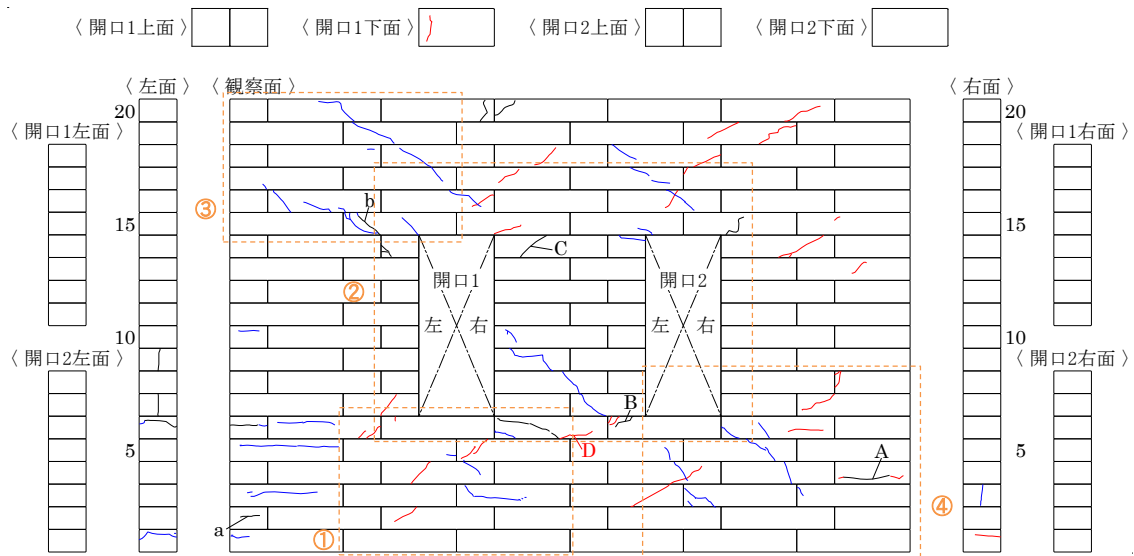 〈 開口1上面 〉 〈 開口1下面 〉 〈 開口2上面 〉 〈 開口2下面 〉
〈 左面 〉 〈 観察面 〉 〈 右面 〉
20 20
〈 開口1左面 〉 〈 開口1右面 〉
③ b
15 15
C
② 開口1 開口2
左 右 左 右
10 10
〈 開口2左面 〉 〈 開口2右面 〉
B
5 D A 5
④
a ①